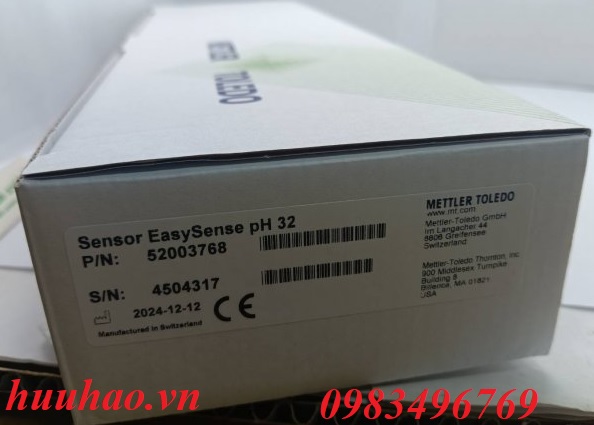 METTLER
TOLEDO
Sensor EasySense pH 32
P/N: 52003768
S/N: 4504317
2024-12-12
CE
Manufactured in Switzerland
METTLER TOLEDO
www.mt.com
Mettler-Toledo GmbH
Im Langacher 44
8606 Greifensee
Switzerland
Mettler-Toledo Thornton, Inc.
900 Middlesex Turnpike
Building 8
Billerica, MA 01821
USA
huuhao.vn
0983496769